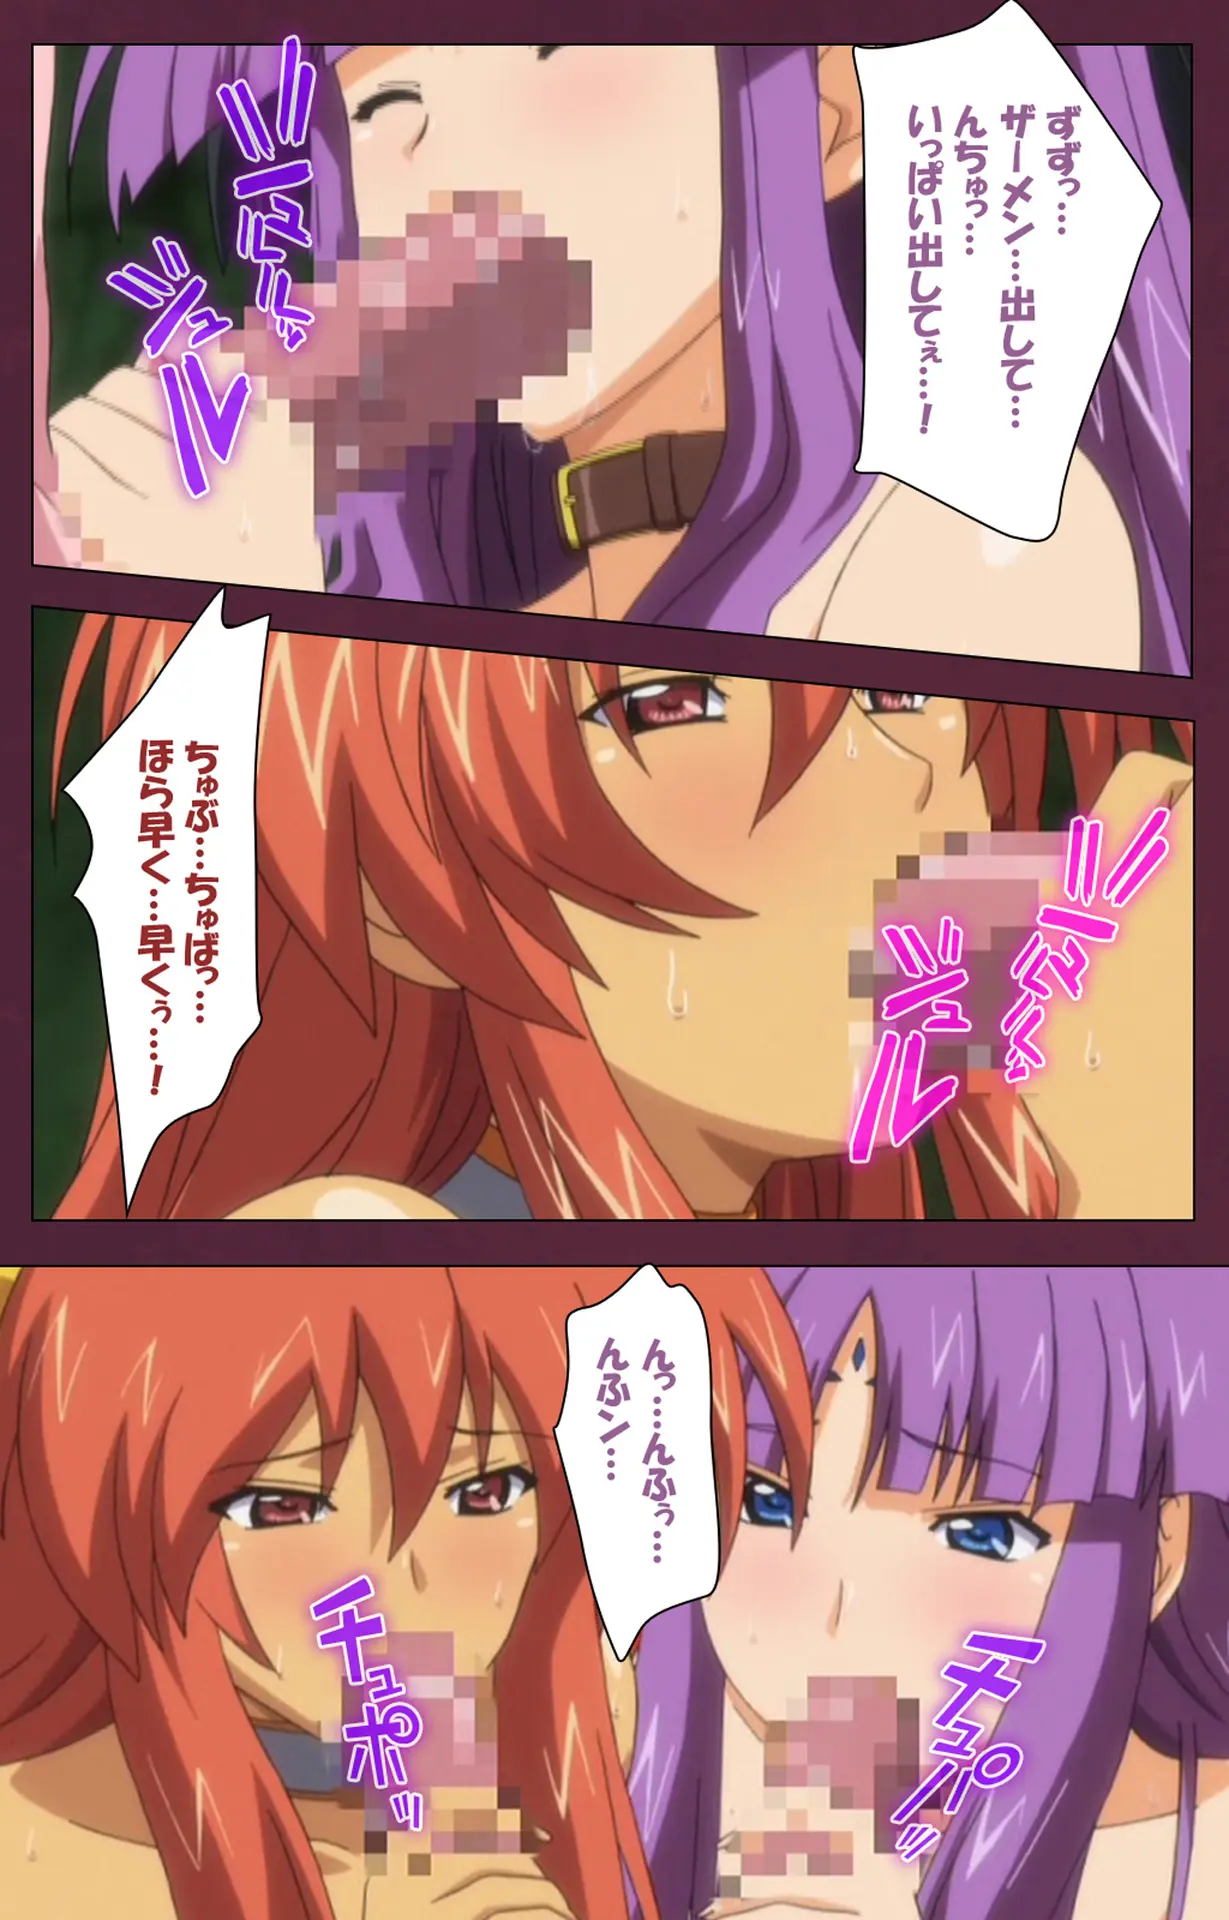 ずずっ…
ザーメン…出して…
んちゅっ…
いっぱい出してぇ……！
ジュルルルッ
ジュル
ちゅぶ…ちゅばっ…
ほら早く…早くぅ……！
ジュルルルッ
ジュル
んっ……んふぅ……
んふン…
チュポッ
チュパッ